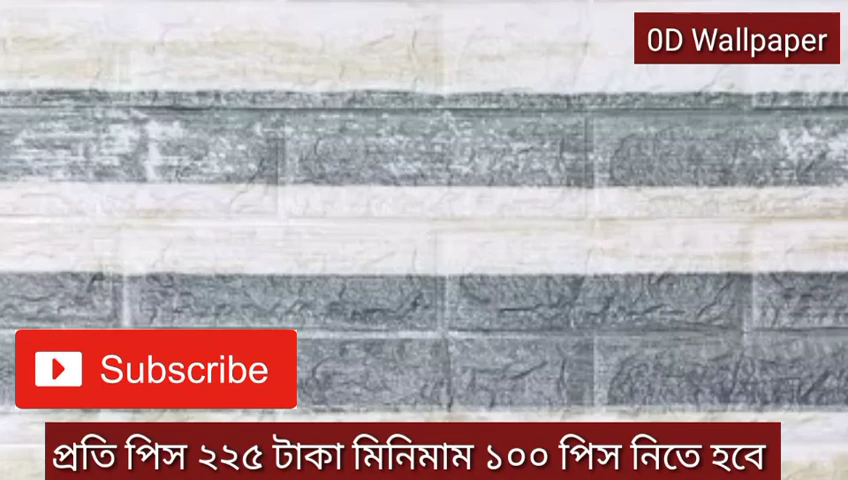 0D Wallpaper
Subscribe
প্রতি পিস ২২৫ টাকা মিনিমাম ১০০ পিস নিতে হবে